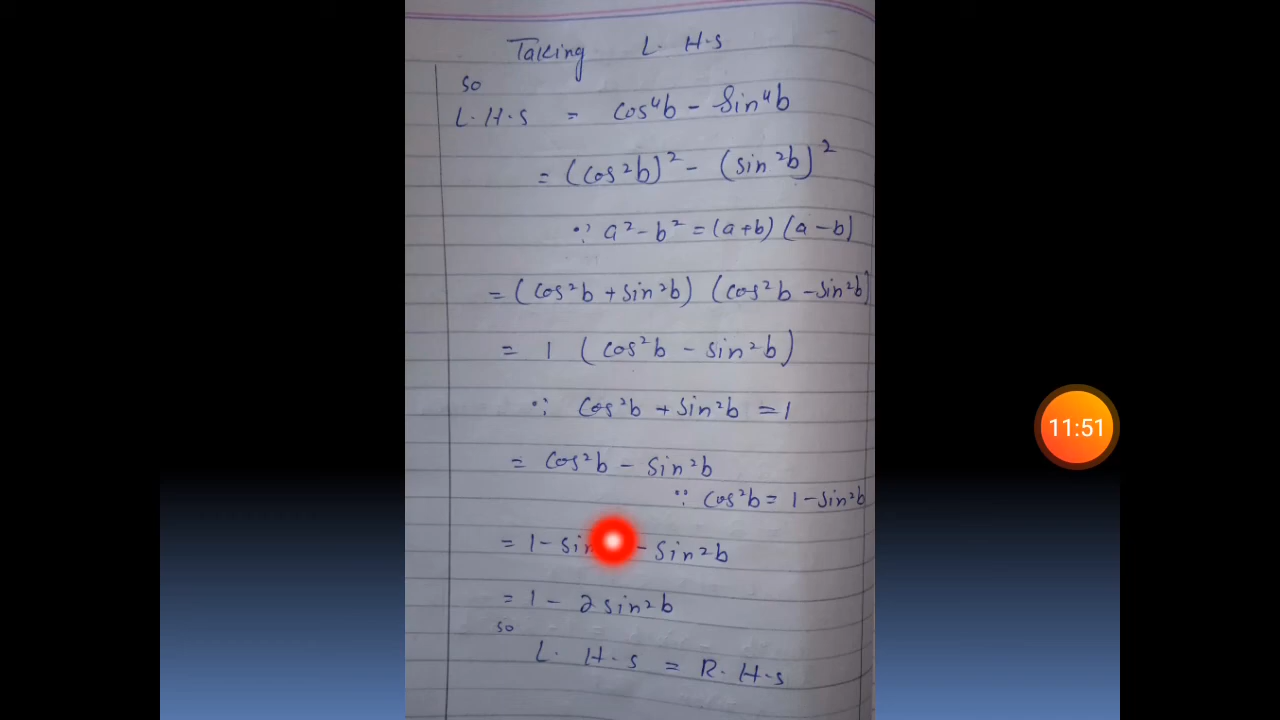 Taking L. H.S
so
L.H.S = cos⁴b - Sin⁴b
= (cos²b)² - (sin²b)²
∵ a² - b² = (a+b) (a-b)
= (cos²b + sin²b) (cos²b - sin²b)
= 1 (cos²b - sin²b)
∵ cos²b + sin²b = 1
11:51
= cos²b - sin²b
∵ cos²b = 1 - sin²b
= 1 - sin - sin²b
= 1 - 2sin²b
so
L. H.S = R. H.S